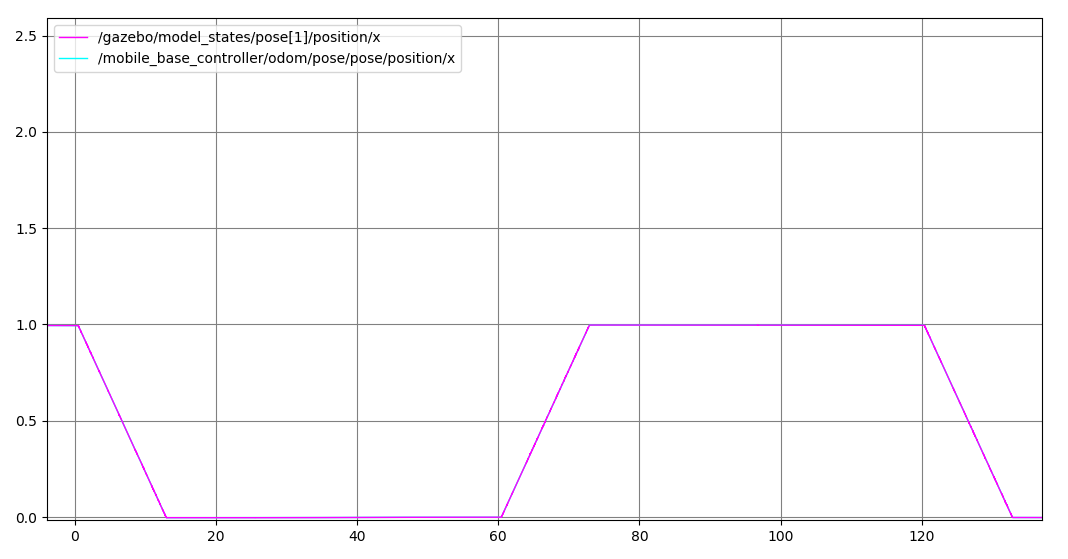 /gazebo/model_states/pose[1]/position/x
/mobile_base_controller/odom/pose/pose/position/x
2.5
2.0
1.5
1.0
0.5
0.0
0 20 40 60 80 100 120